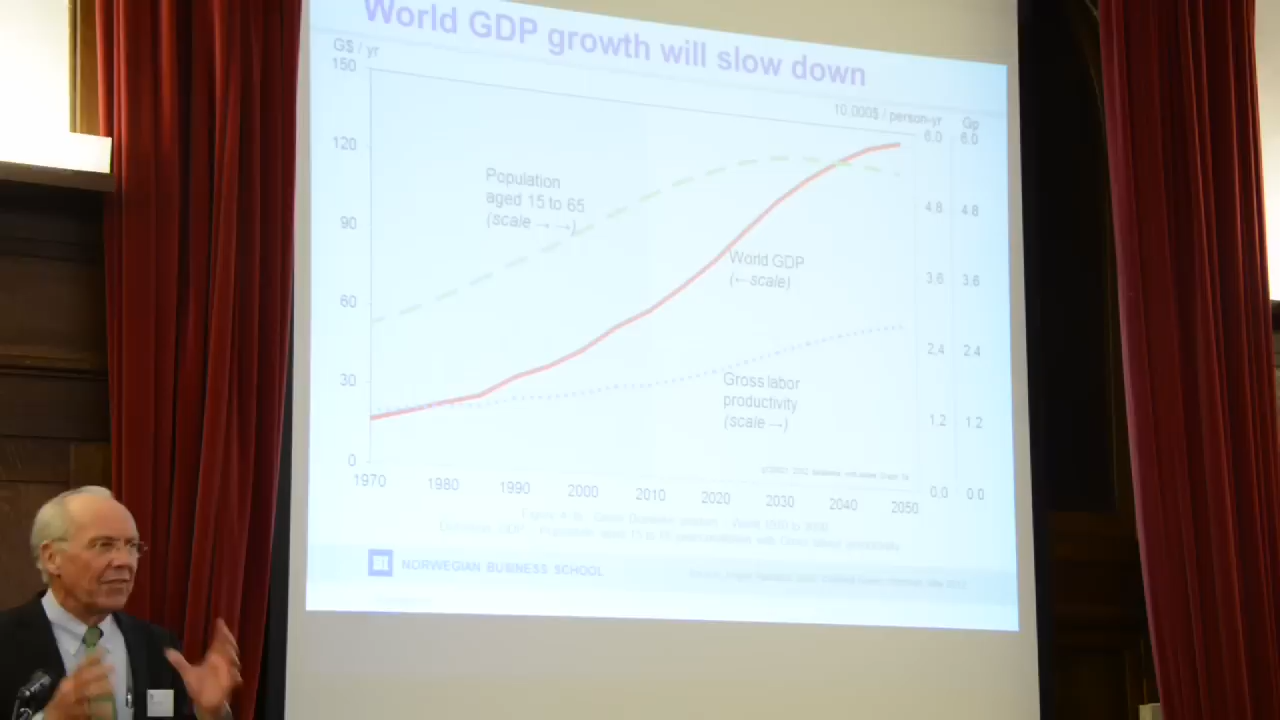 World GDP growth will slow down
G$ / yr
150
120
90
60
30
0
10 000$ / person-yr
Gp
6.0 6.0
4.8 4.8
3.6 3.6
2,4 2,4
1,2 1,2
0,0 0.0
Population
aged 15 to 65
(scale → →)
World GDP
(←scale)
Gross labor
productivity
(scale →)
1970 1980 1990 2000 2010 2020 2030 2040 2050
BI NORWEGIAN BUSINESS SCHOOL